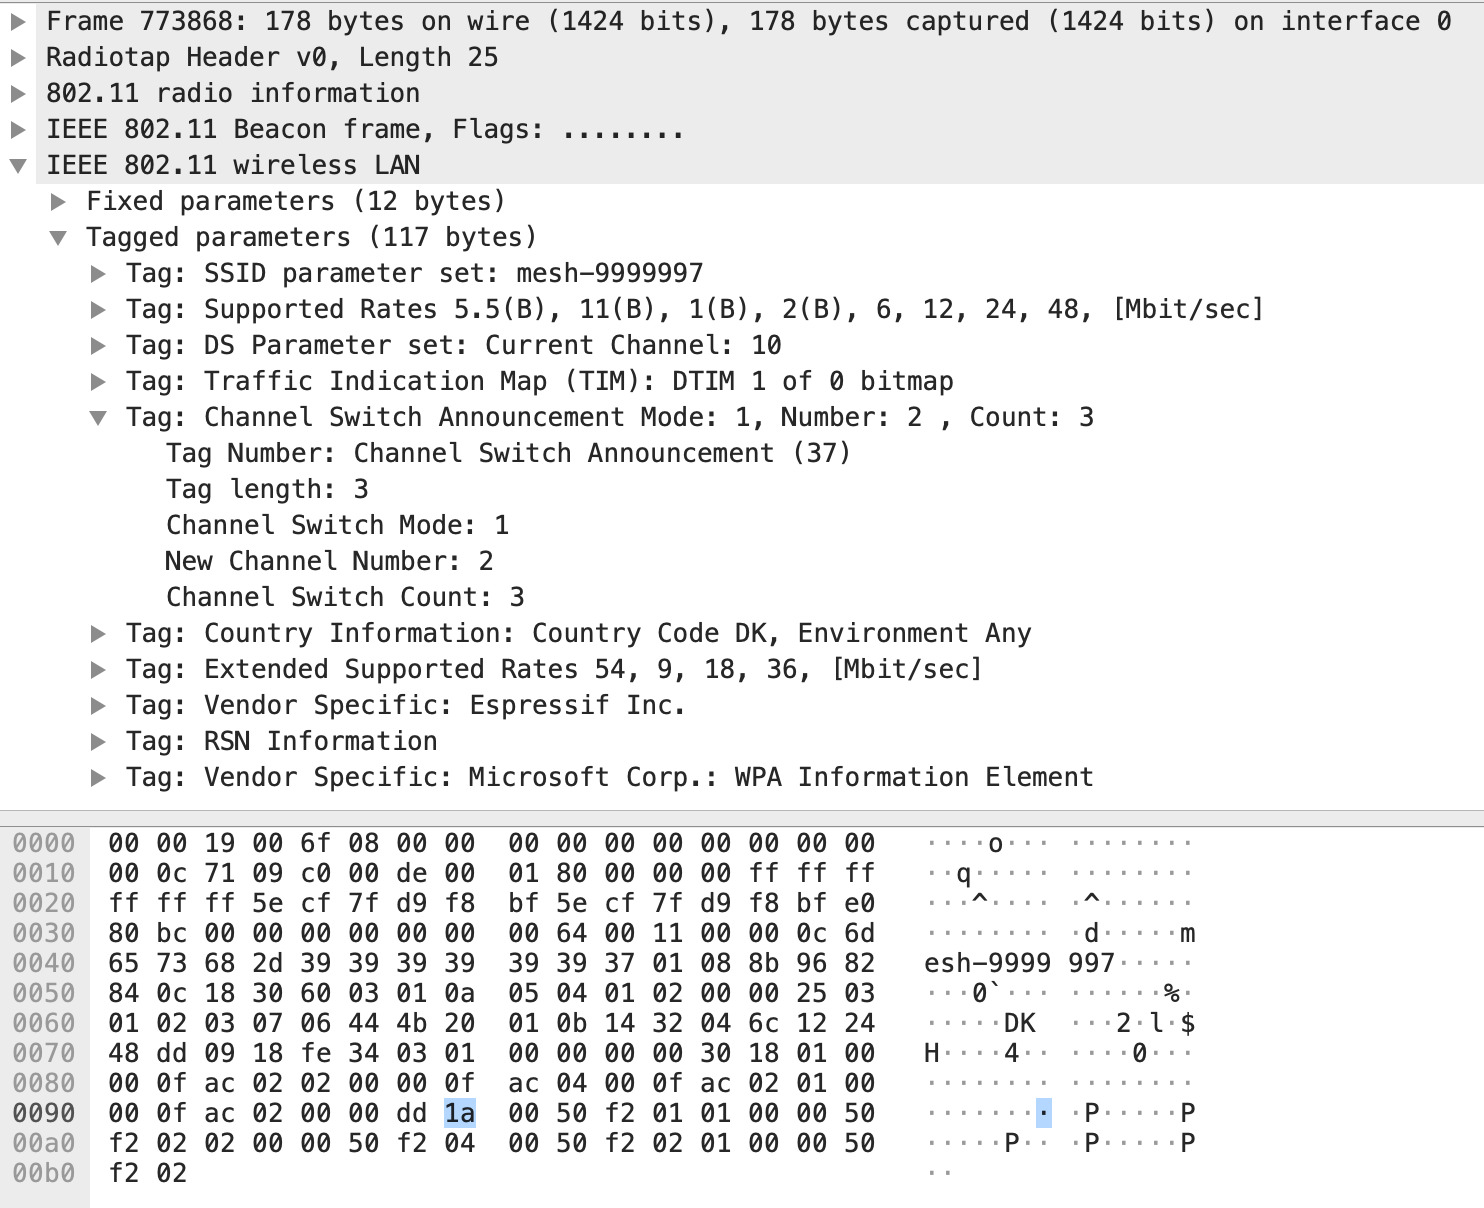 Frame 773868: 178 bytes on wire (1424 bits), 178 bytes captured (1424 bits) on interface 0
Radiotap Header v0, Length 25
802.11 radio information
IEEE 802.11 Beacon frame, Flags: ........
IEEE 802.11 wireless LAN
Fixed parameters (12 bytes)
Tagged parameters (117 bytes)
Tag: SSID parameter set: mesh-9999997
Tag: Supported Rates 5.5(B), 11(B), 1(B), 2(B), 6, 12, 24, 48, [Mbit/sec]
Tag: DS Parameter set: Current Channel: 10
Tag: Traffic Indication Map (TIM): DTIM 1 of 0 bitmap
Tag: Channel Switch Announcement Mode: 1, Number: 2 , Count: 3
Tag Number: Channel Switch Announcement (37)
Tag length: 3
Channel Switch Mode: 1
New Channel Number: 2
Channel Switch Count: 3
Tag: Country Information: Country Code DK, Environment Any
Tag: Extended Supported Rates 54, 9, 18, 36, [Mbit/sec]
Tag: Vendor Specific: Espressif Inc.
Tag: RSN Information
Tag: Vendor Specific: Microsoft Corp.: WPA Information Element
0000 00 00 19 00 6f 08 00 00 00 00 00 00 00 00 00 00 ····o··· ········
0010 00 0c 71 09 c0 00 de 00 01 80 00 00 00 ff ff ff ··q····· ········
0020 ff ff ff 5e cf 7f d9 f8 bf 5e cf 7f d9 f8 bf e0 ···^···· ·^······
0030 80 bc 00 00 00 00 00 00 00 64 00 11 00 00 0c 6d ········ ·d·····m
0040 65 73 68 2d 39 39 39 39 39 39 37 01 08 8b 96 82 esh-9999 997·····
0050 84 0c 18 30 60 03 01 0a 05 04 01 02 00 00 25 03 ···0`··· ······%·
0060 01 02 03 07 06 44 4b 20 01 0b 14 32 04 6c 12 24 ·····DK  ···2·l·$
0070 48 dd 09 18 fe 34 03 01 00 00 00 00 30 18 01 00 H····4·· ····0···
0080 00 0f ac 02 02 00 00 0f ac 04 00 0f ac 02 01 00 ········ ········
0090 00 0f ac 02 00 00 dd 1a 00 50 f2 01 01 00 00 50 ········ ·P·····P
00a0 f2 02 02 00 00 50 f2 04 00 50 f2 02 01 00 00 50 ·····P·· ·P·····P
00b0 f2 02 ··